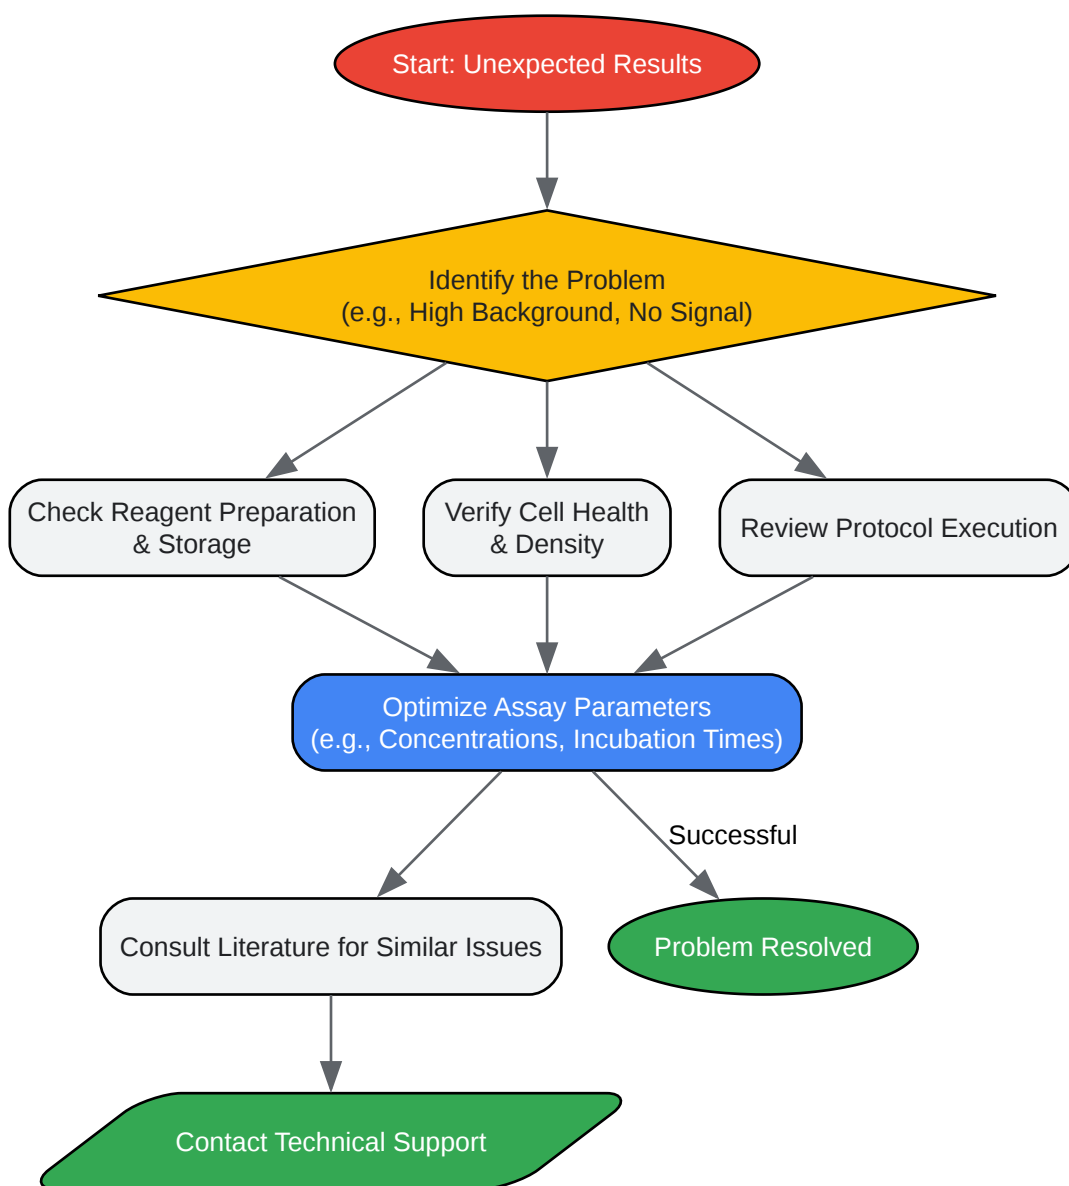 Start: Unexpected Results
Identify the Problem
(e.g., High Background, No Signal)
Check Reagent Preparation
& Storage
Verify Cell Health
& Density
Review Protocol Execution
Optimize Assay Parameters
(e.g., Concentrations, Incubation Times)
Successful
Consult Literature for Similar Issues
Problem Resolved
Contact Technical Support